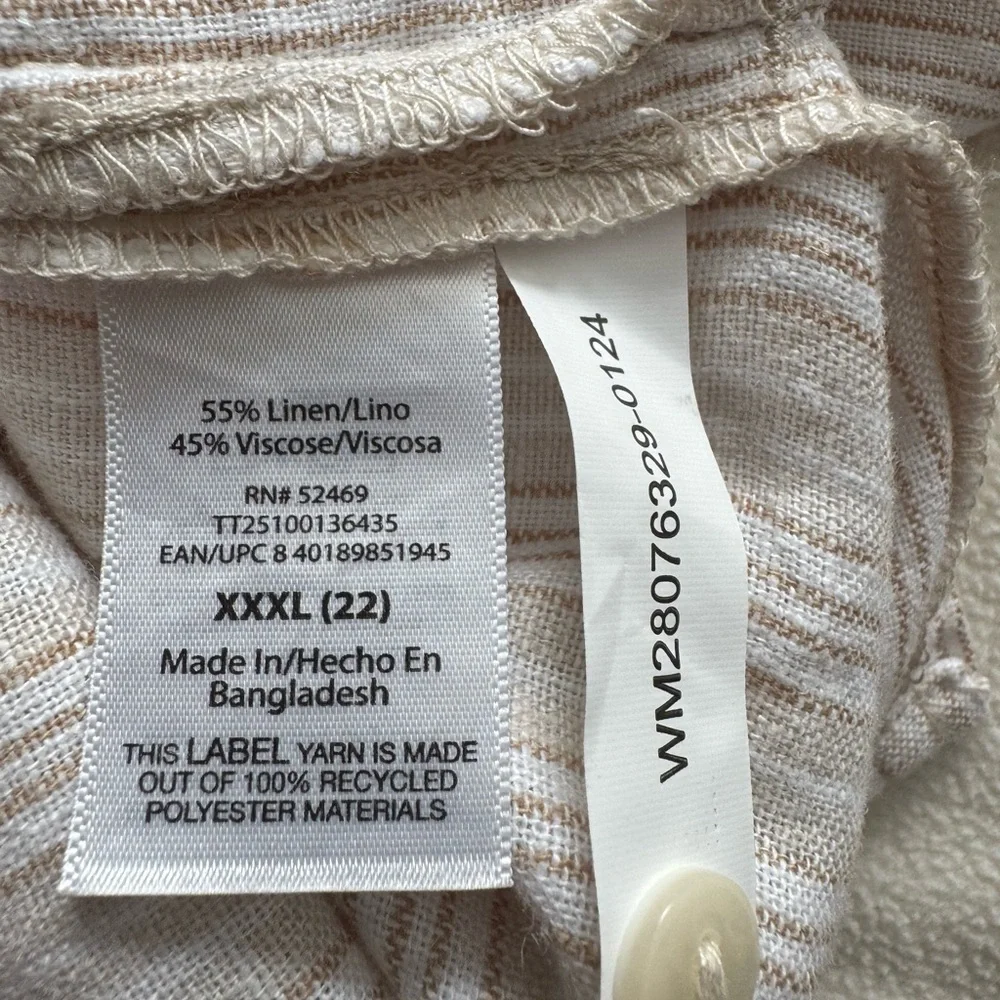 55% Linen/Lino
45% Viscose/Viscosa
RN# 52469
TT25100136435
EAN/UPC 8 40189851945
XXXL (22)
Made In/Hecho En
Bangladesh
THIS LABEL YARN IS MADE
OUT OF 100% RECYCLED
POLYESTER MATERIALS
WM28076329-0124